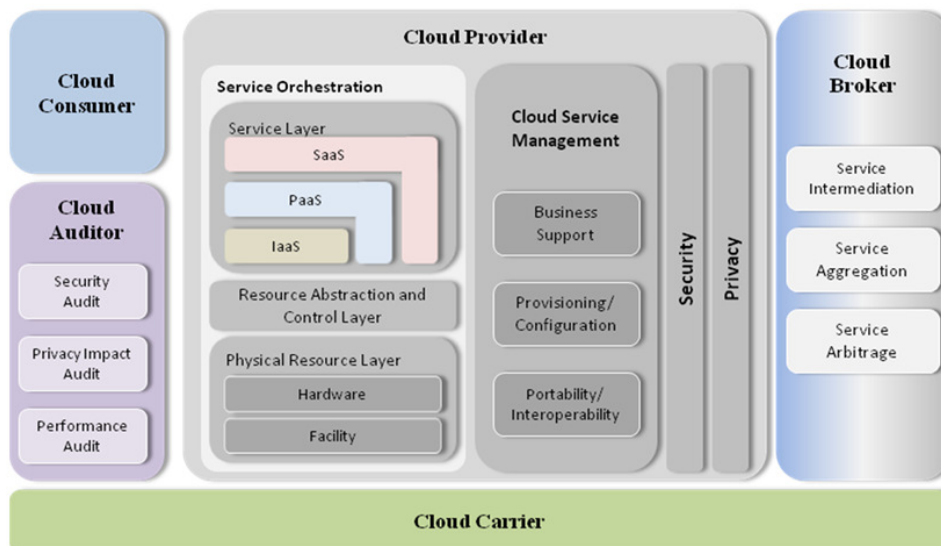 Cloud
Consumer
Cloud
Auditor
Security
Audit
Privacy Impact
Audit
Performance
Audit
Cloud Provider
Service Orchestration
Service Layer
SaaS
PaaS
IaaS
Resource Abstraction and
Control Layer
Physical Resource Layer
Hardware
Facility
Cloud Service
Management
Business
Support
Provisioning/
Configuration
Portability/
Interoperability
Security
Privacy
Cloud
Broker
Service
Intermediation
Service
Aggregation
Service
Arbitrage
Cloud Carrier